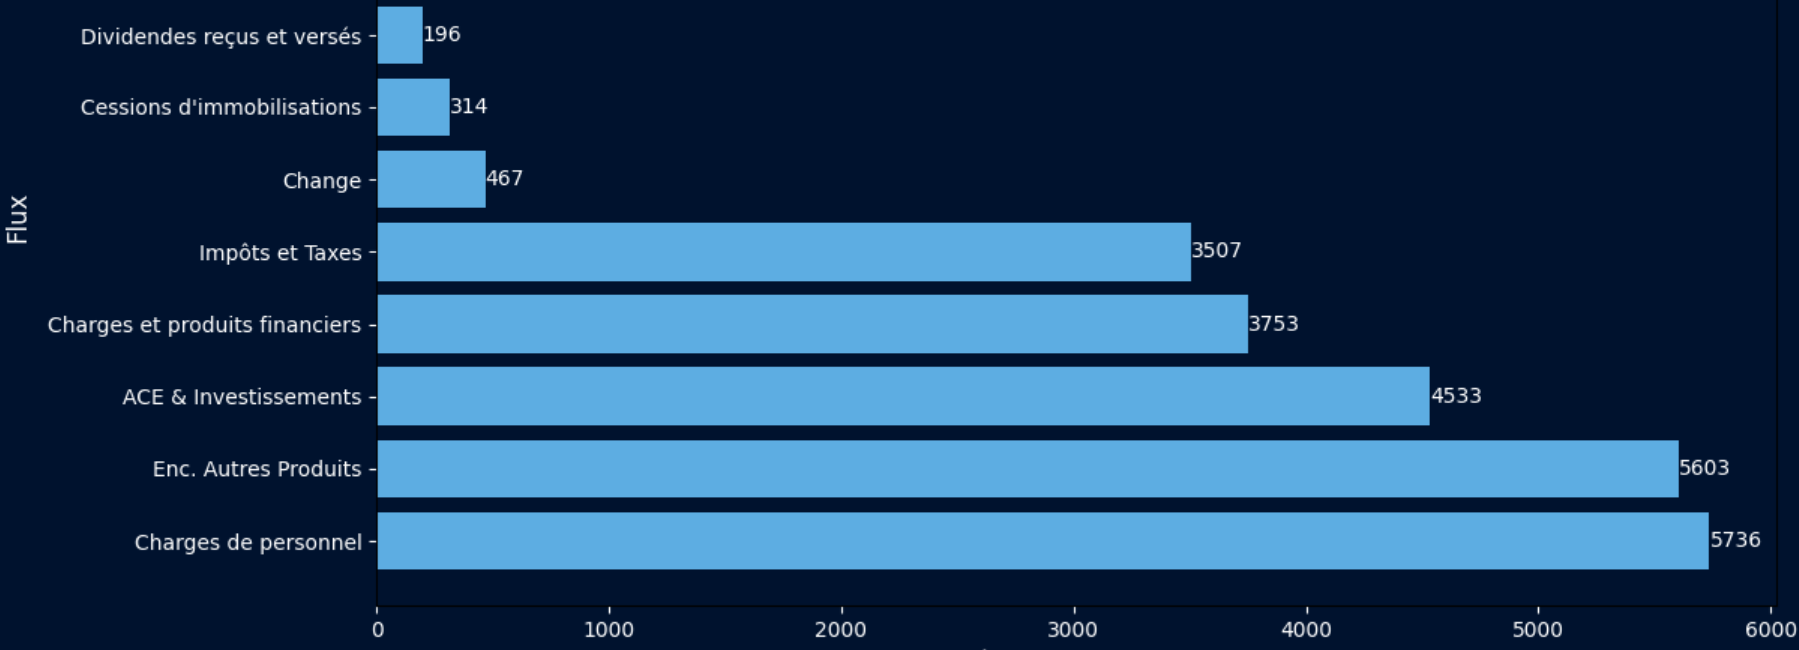 Flux
Dividendes reçus et versés 196
Cessions d'immobilisations 314
Change 467
Impôts et Taxes 3507
Charges et produits financiers 3753
ACE & Investissements 4533
Enc. Autres Produits 5603
Charges de personnel 5736
0 1000 2000 3000 4000 5000 6000